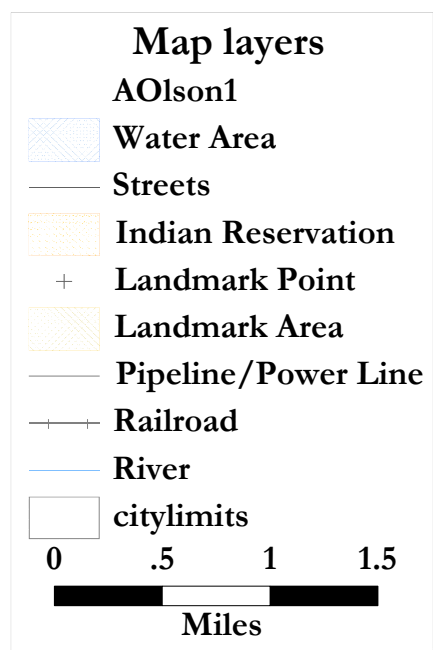 Map layers
AOlson1
Water Area
Streets
Indian Reservation
Landmark Point
Landmark Area
Pipeline/Power Line
Railroad
River
citylimits
0 .5 1 1.5
Miles